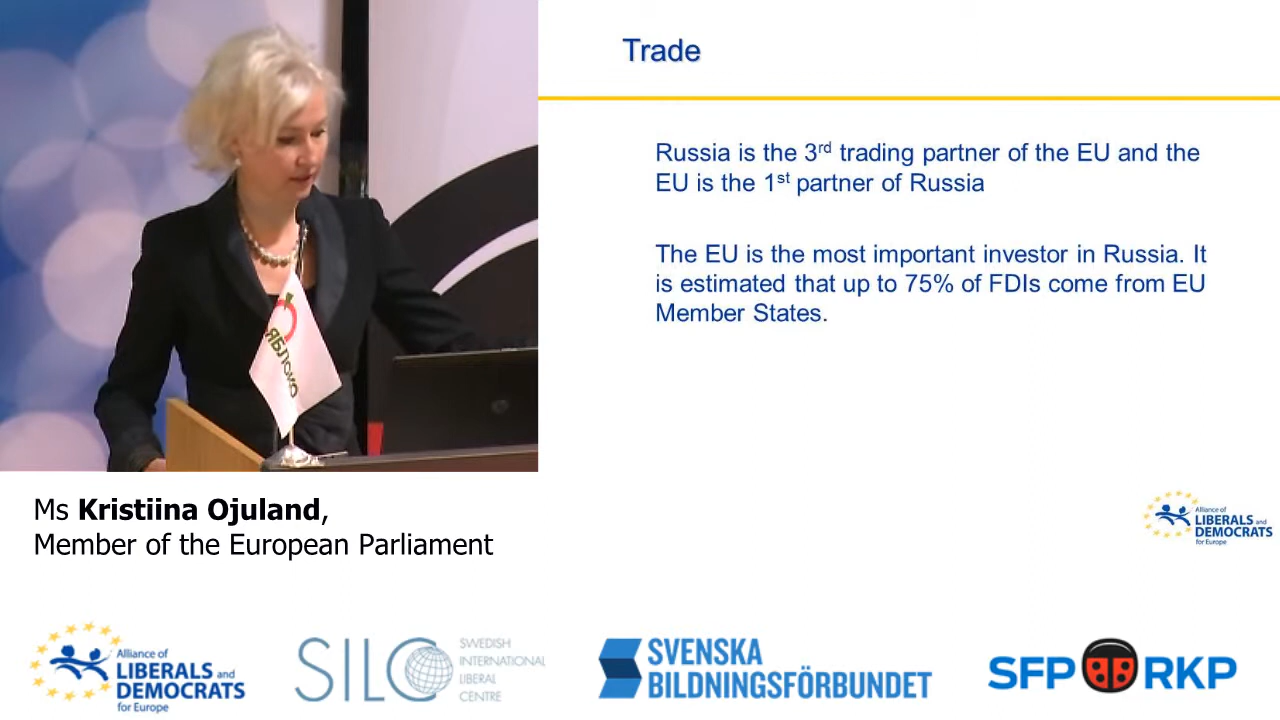 Trade
Russia is the 3rd trading partner of the EU and the
EU is the 1st partner of Russia
The EU is the most important investor in Russia. It
is estimated that up to 75% of FDIs come from EU
Member States.
ЯБЛОКО
Ms Kristiina Ojuland,
Member of the European Parliament
Alliance of
LIBERALS and
DEMOCRATS
for Europe
Alliance of
LIBERALS and
DEMOCRATS
for Europe
SILC
SWEDISH
INTERNATIONAL
LIBERAL
CENTRE
SVENSKA
BILDNINGSFÖRBUNDET
SFP RKP